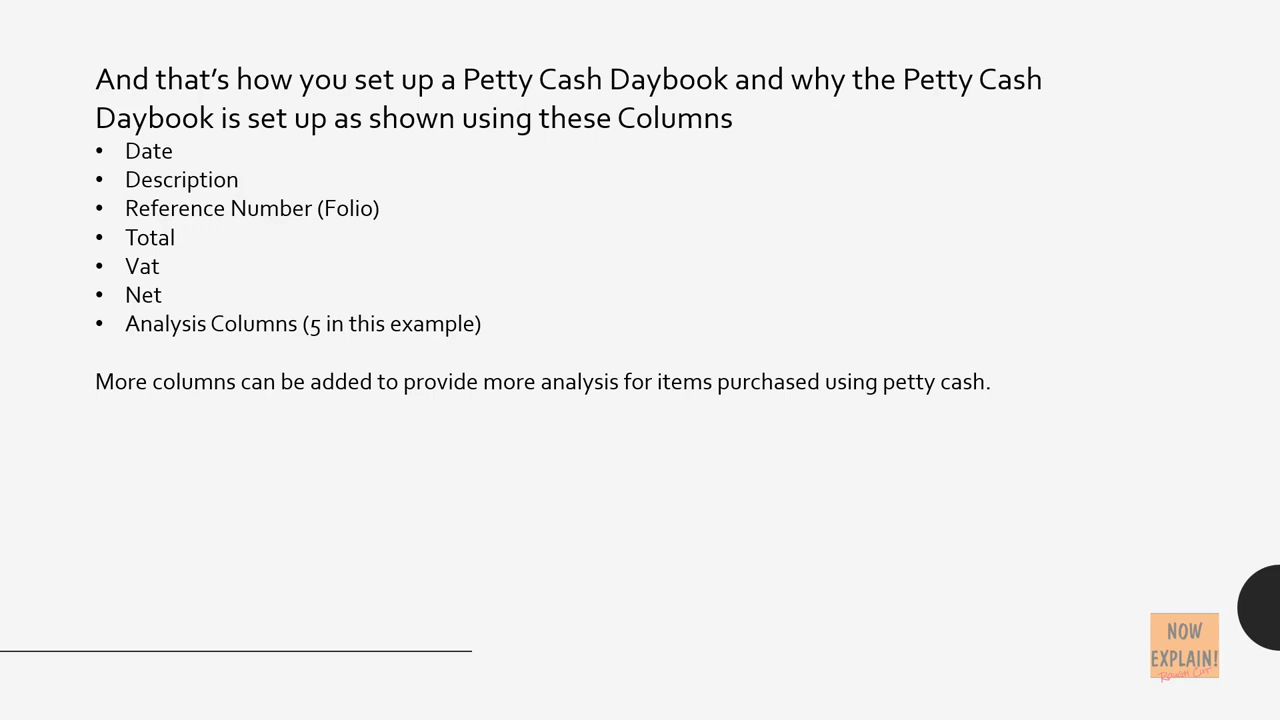 And that’s how you set up a Petty Cash Daybook and why the Petty Cash
Daybook is set up as shown using these Columns
• Date
• Description
• Reference Number (Folio)
• Total
• Vat
• Net
• Analysis Columns (5 in this example)
More columns can be added to provide more analysis for items purchased using petty cash.
NOW
EXPLAIN!
ROUGH CUT